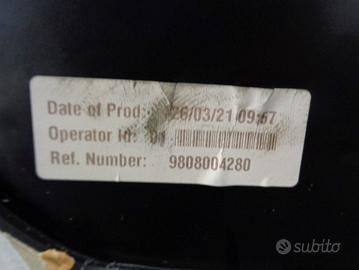 Date of Prod: 26/03/21 09:57
Operator Id: 01
Ref. Number: 9808004280
subito